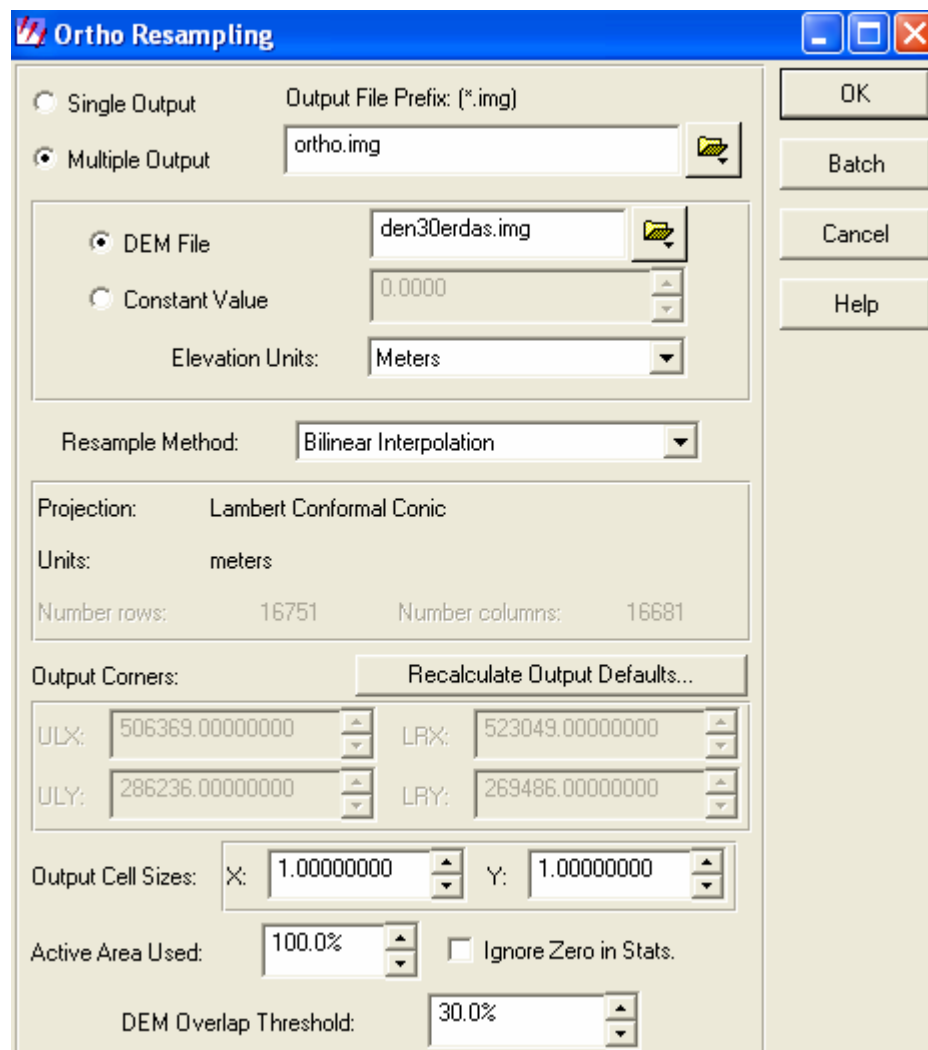 Ortho Resampling
Single Output
Output File Prefix: (*.img)
OK
Multiple Output
ortho.img
Batch
DEM File
den30erdas.img
Cancel
Constant Value
0.0000
Help
Elevation Units:
Meters
Resample Method:
Bilinear Interpolation
Projection: Lambert Conformal Conic
Units: meters
Number rows: 16751 Number columns: 16681
Output Corners:
Recalculate Output Defaults...
ULX: 506369.00000000 LRX: 523049.00000000
ULY: 286236.00000000 LRY: 269486.00000000
Output Cell Sizes: X: 1.00000000 Y: 1.00000000
Active Area Used: 100.0% Ignore Zero in Stats.
DEM Overlap Threshold: 30.0%